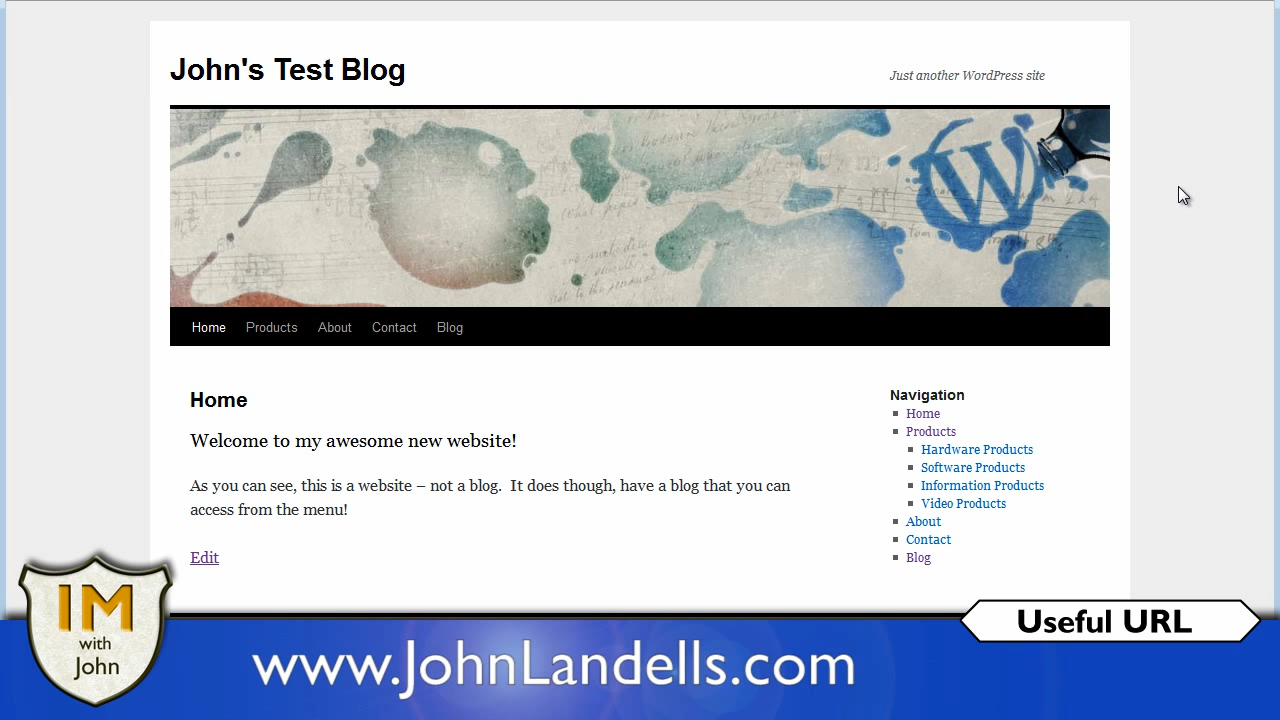 John's Test Blog
Just another WordPress site
Home Products About Contact Blog
Home
Welcome to my awesome new website!
As you can see, this is a website – not a blog.  It does though, have a blog that you can
access from the menu!
Edit
Navigation
Home
Products
Hardware Products
Software Products
Information Products
Video Products
About
Contact
Blog
IM
with
John
Useful URL
www.JohnLandells.com